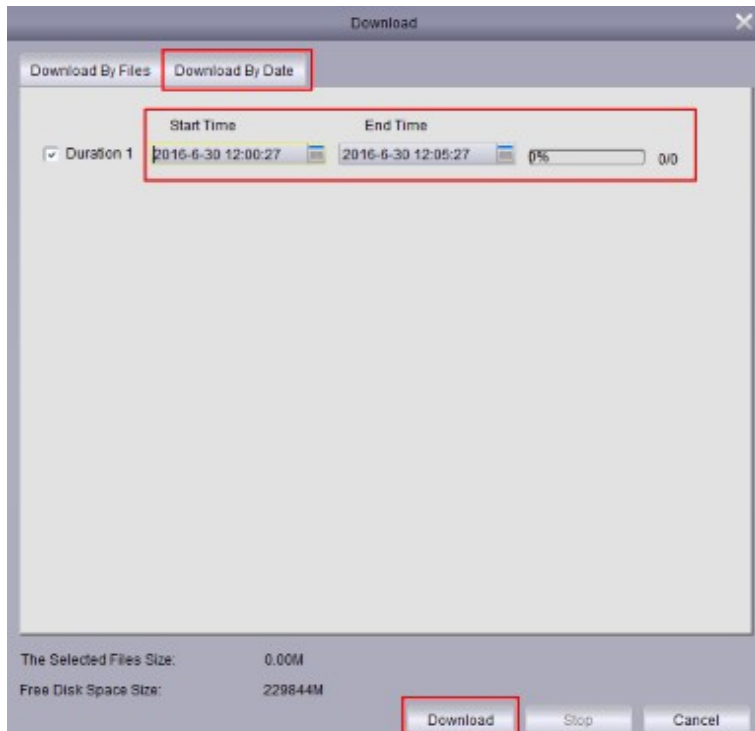 Download
Download By Files Download By Date
Start Time End Time
Duration 1 2016-6-30 12:00:27 2016-6-30 12:05:27 0% 0/0
The Selected Files Size: 0.00M
Free Disk Space Size: 229844M
Download Stop Cancel